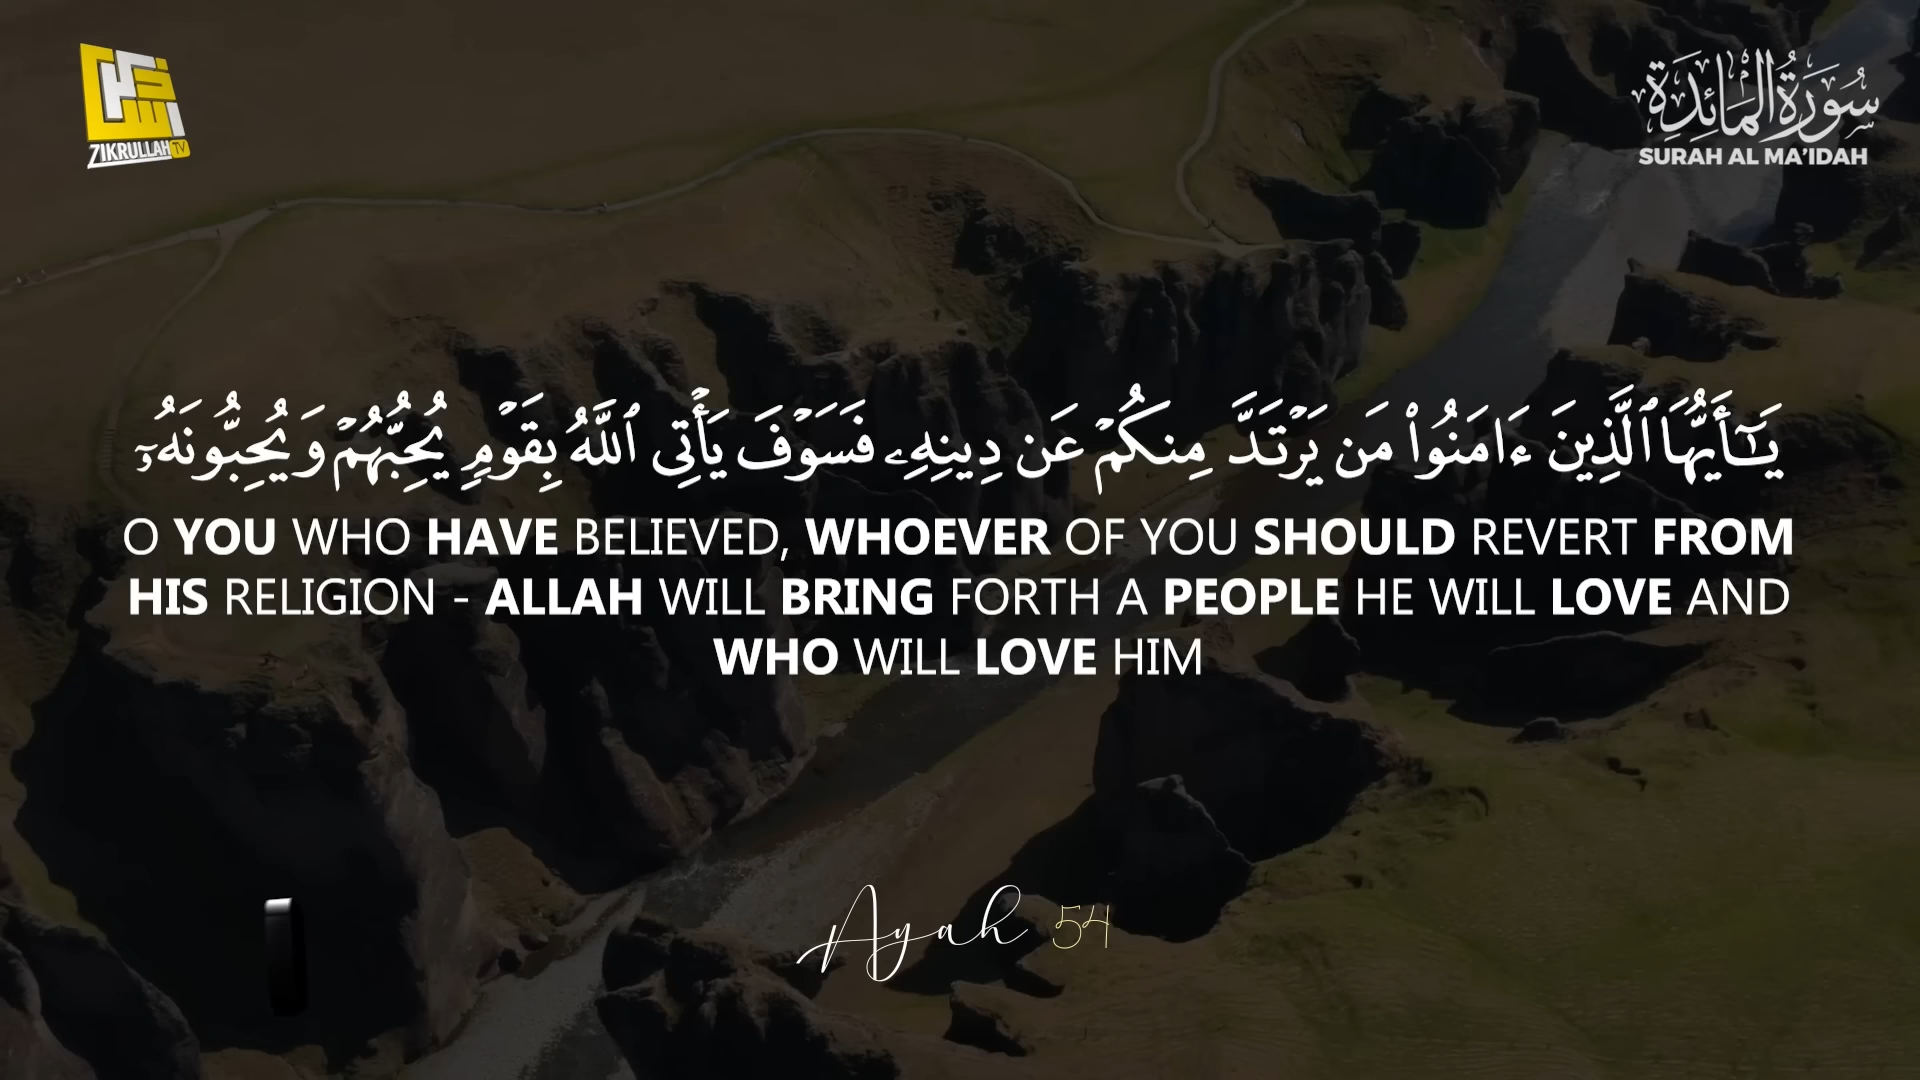 ذكر الله
ZIKRULLAH TV
سُورَةُ المَائِدَةِ
SURAH AL MA'IDAH
يَـٰٓأَيُّهَا ٱلَّذِينَ ءَامَنُوا۟ مَن يَرْتَدَّ مِنكُمْ عَن دِينِهِۦ فَسَوْفَ يَأْتِى ٱللَّهُ بِقَوْمٍ يُحِبُّهُمْ وَيُحِبُّونَهُۥٓ
O YOU WHO HAVE BELIEVED, WHOEVER OF YOU SHOULD REVERT FROM
HIS RELIGION - ALLAH WILL BRING FORTH A PEOPLE HE WILL LOVE AND
WHO WILL LOVE HIM
Ayah 54